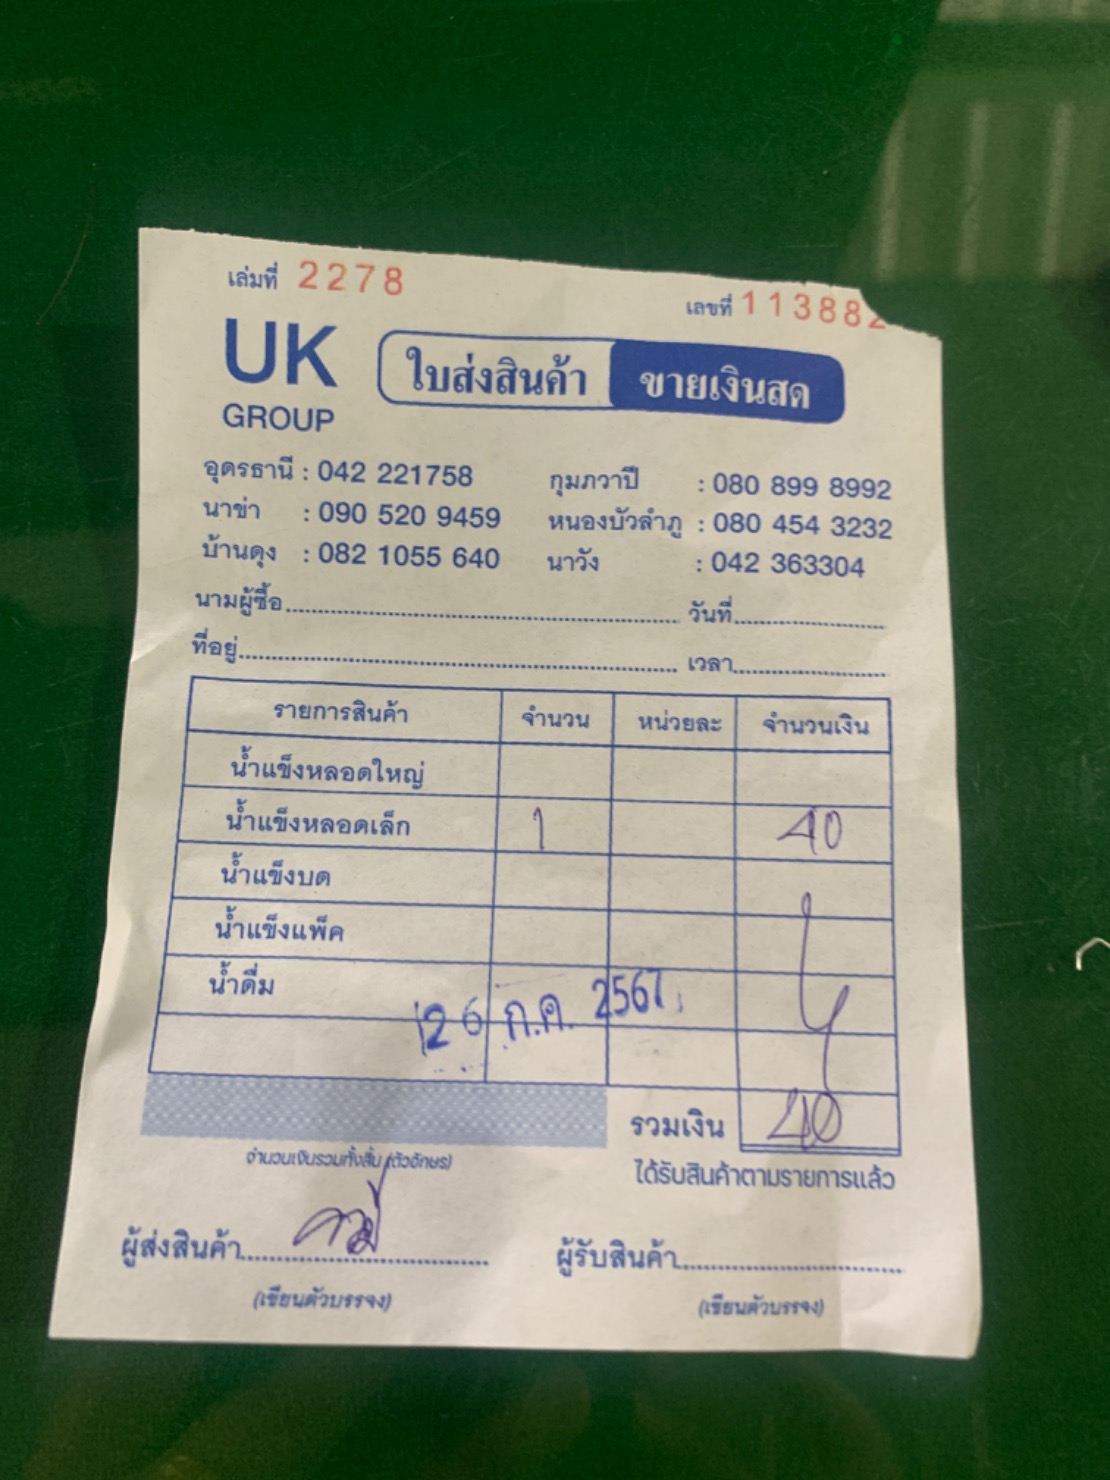 เล่มที่ 2278
เลขที่ 113882
UK
GROUP
ใบส่งสินค้า ขายเงินสด
อุดรธานี : 042 221758 กุมภวาปี : 080 899 8992
นาข่า : 090 520 9459 หนองบัวลำภู : 080 454 3232
บ้านดุง : 082 1055 640 นาวัง : 042 363304
นามผู้ซื้อ วันที่
ที่อยู่ เวลา
รายการสินค้า จำนวน หน่วยละ จำนวนเงิน
น้ำแข็งหลอดใหญ่
น้ำแข็งหลอดเล็ก 1 40
น้ำแข็งบด
น้ำแข็งแพ็ค
น้ำดื่ม
26 ก.ค. 2567
รวมเงิน 40
จำนวนเงินรวมทั้งสิ้น (ตัวอักษร)
ได้รับสินค้าตามรายการแล้ว
ผู้ส่งสินค้า ผู้รับสินค้า
(เขียนตัวบรรจง) (เขียนตัวบรรจง)